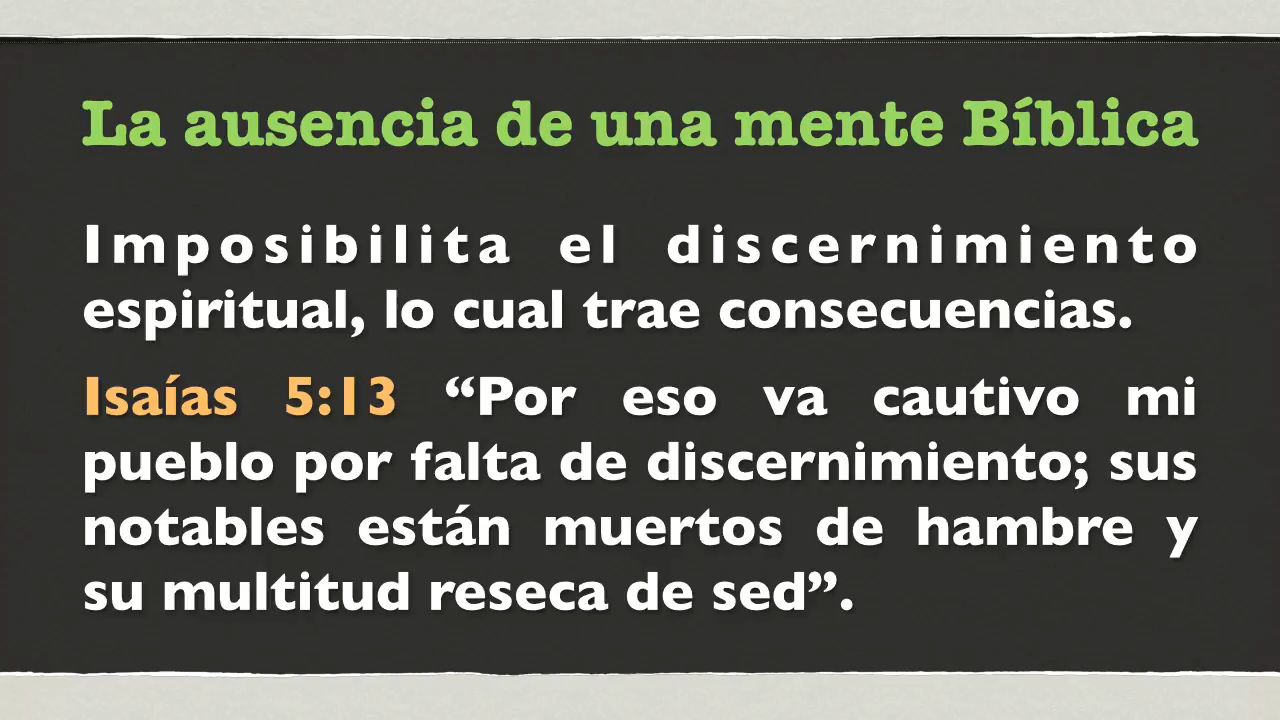 La ausencia de una mente Bíblica
Imposibilita el discernimiento
espiritual, lo cual trae consecuencias.
Isaías 5:13 “Por eso va cautivo mi
pueblo por falta de discernimiento; sus
notables están muertos de hambre y
su multitud reseca de sed”.